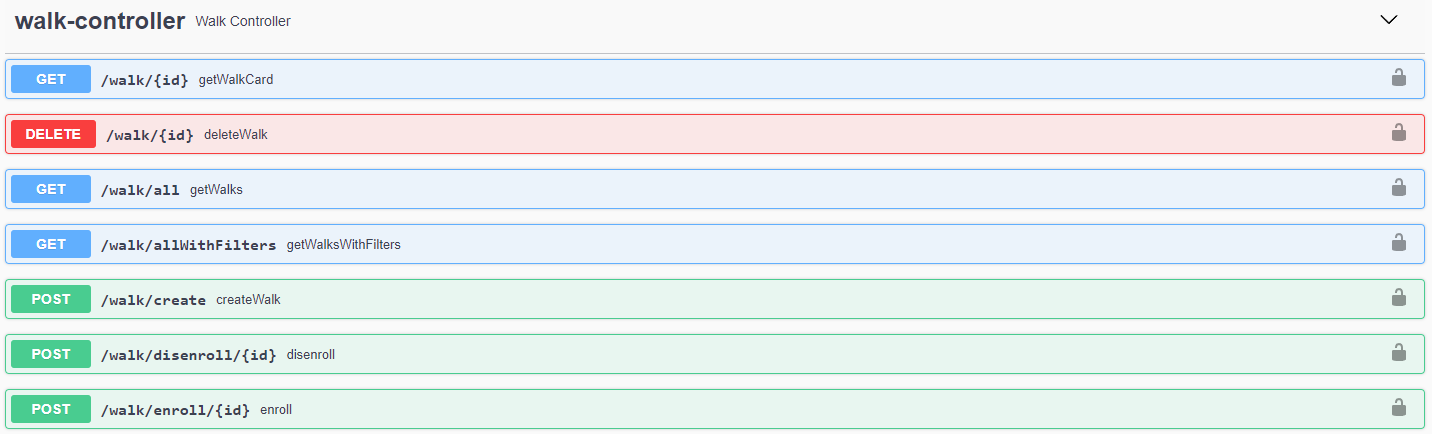 walk-controller Walk Controller
GET /walk/{id} getWalkCard
DELETE /walk/{id} deleteWalk
GET /walk/all getWalks
GET /walk/allWithFilters getWalksWithFilters
POST /walk/create createWalk
POST /walk/disenroll/{id} disenroll
POST /walk/enroll/{id} enroll